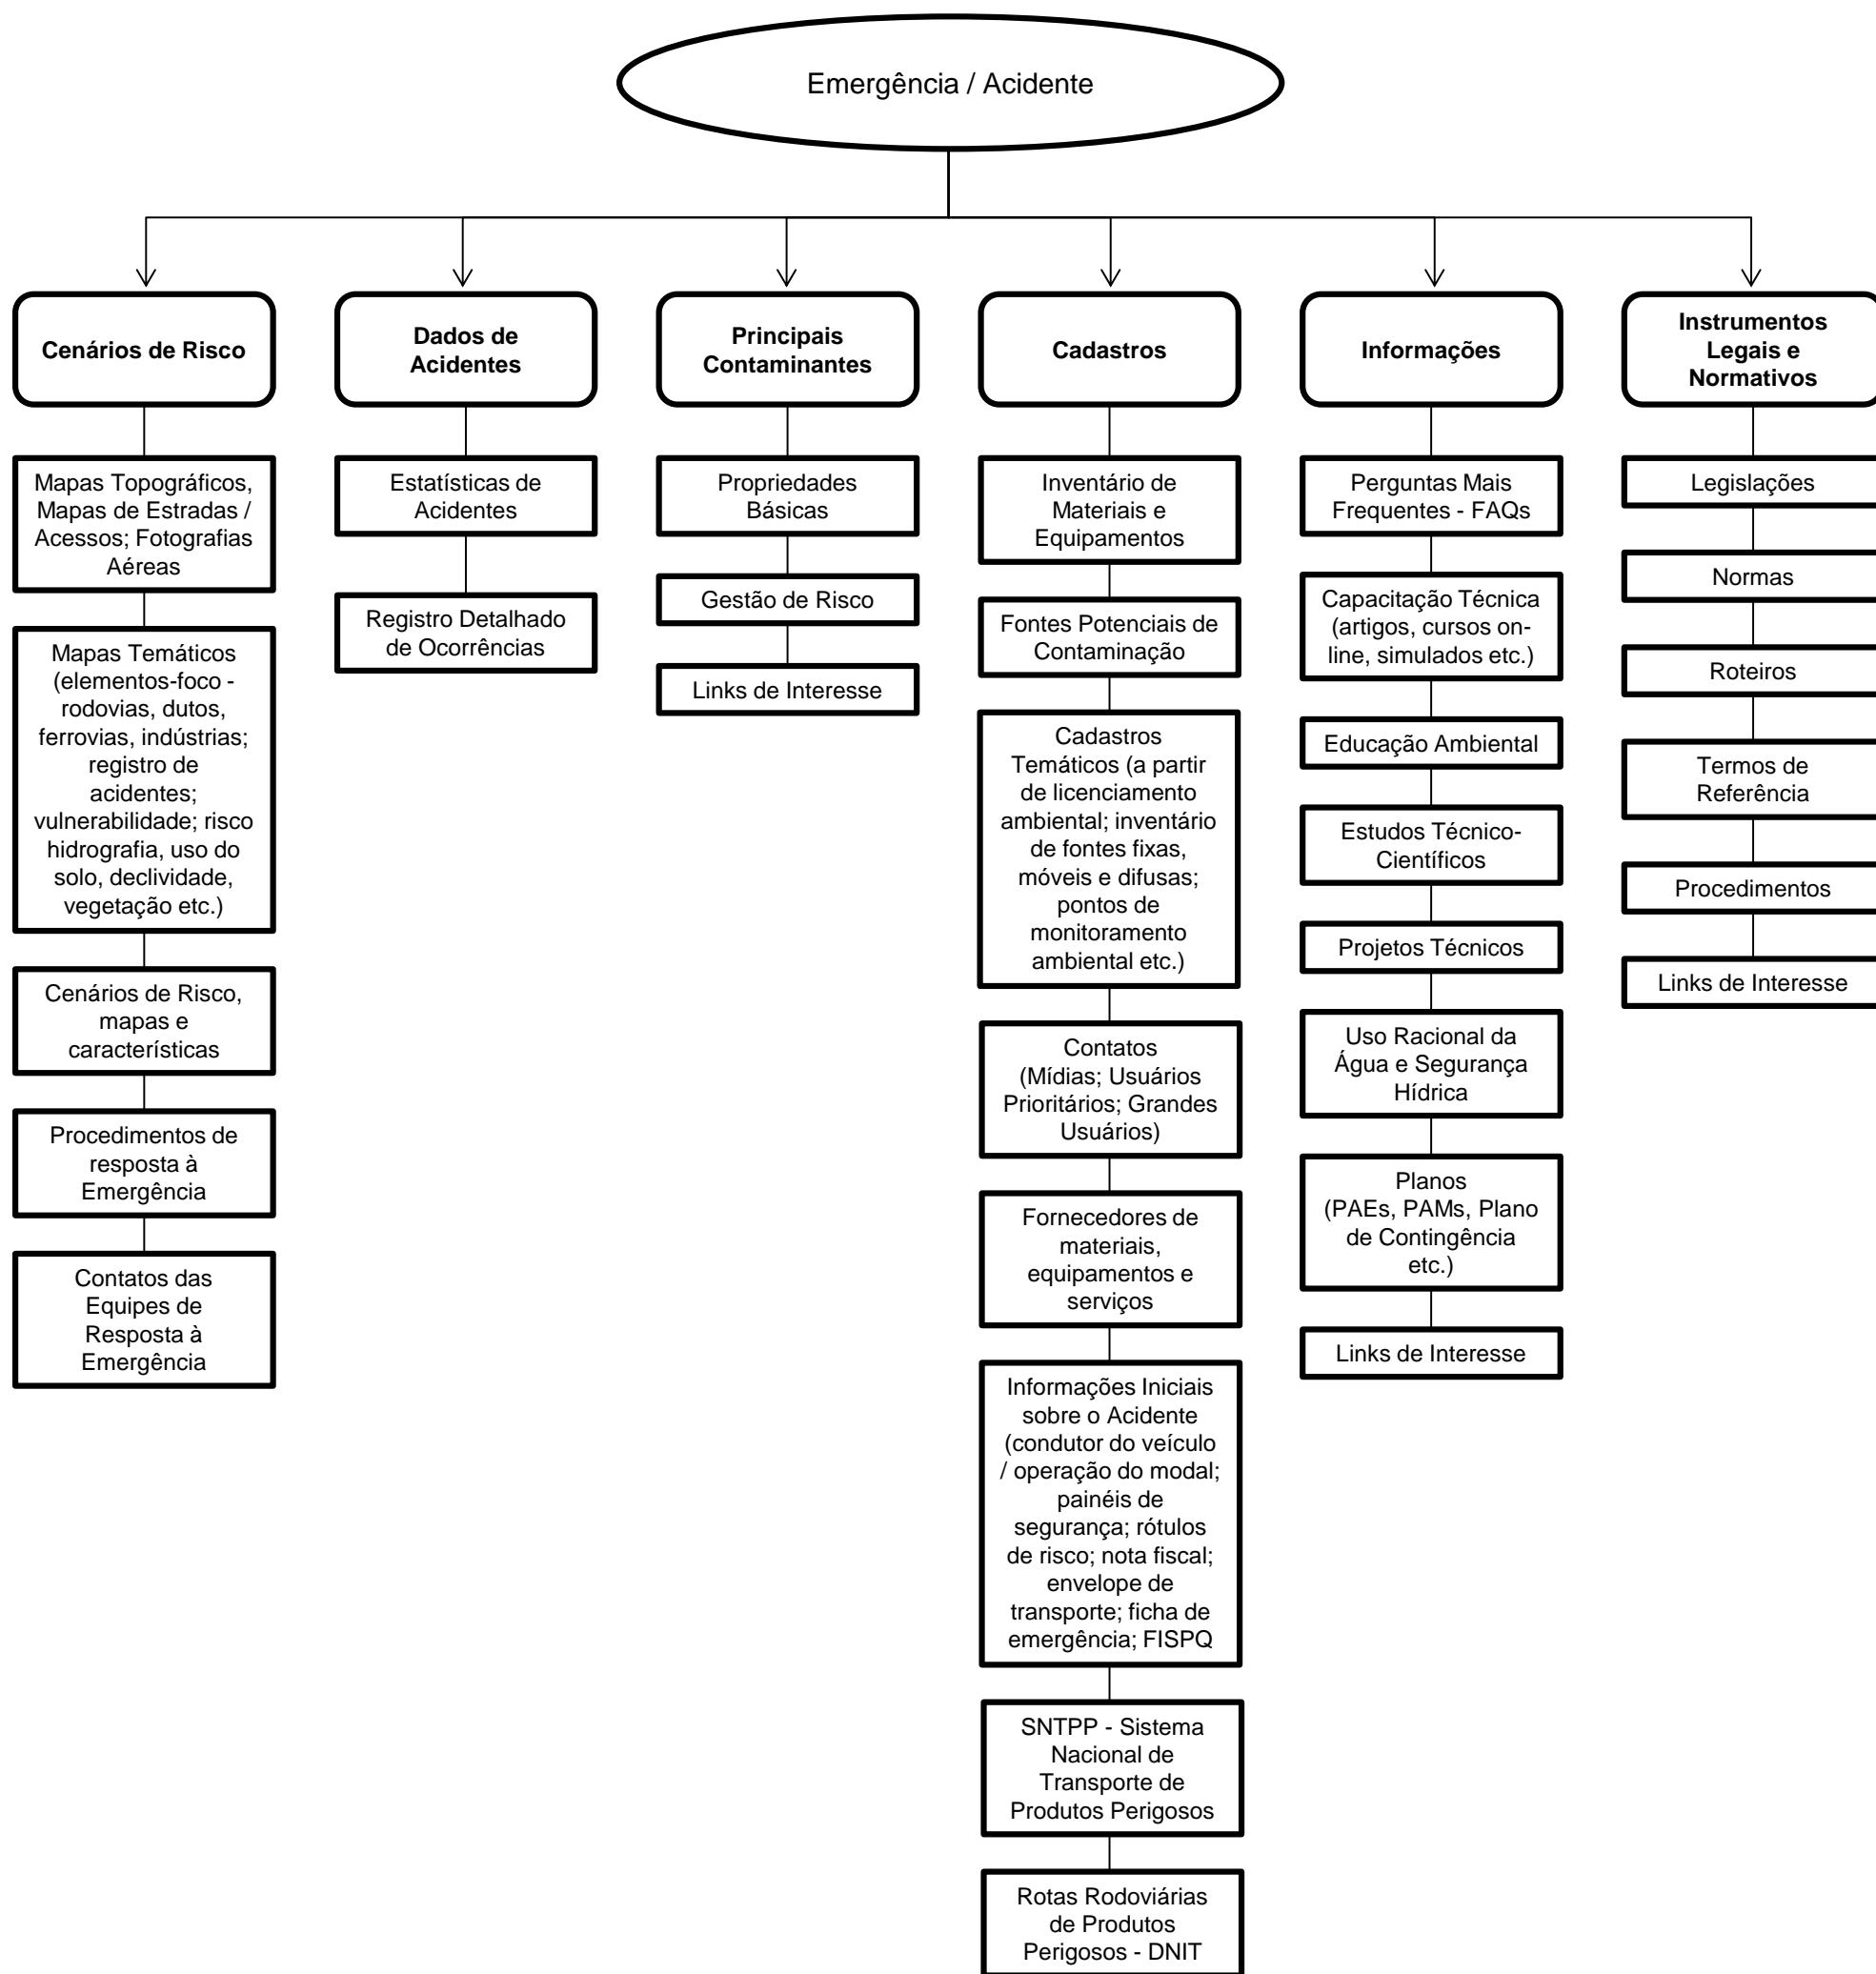 Emergência / Acidente
Cenários de Risco
Mapas Topográficos,
Mapas de Estradas /
Acessos; Fotografias
Aéreas
Mapas Temáticos
(elementos-foco -
rodovias, dutos,
ferrovias, indústrias;
registro de
acidentes;
vulnerabilidade; risco
hidrografia, uso do
solo, declividade,
vegetação etc.)
Cenários de Risco,
mapas e
características
Procedimentos de
resposta à
Emergência
Contatos das
Equipes de
Resposta à
Emergência
Dados de
Acidentes
Estatísticas de
Acidentes
Registro Detalhado
de Ocorrências
Principais
Contaminantes
Propriedades
Básicas
Gestão de Risco
Links de Interesse
Cadastros
Inventário de
Materiais e
Equipamentos
Fontes Potenciais de
Contaminação
Cadastros
Temáticos (a partir
de licenciamento
ambiental; inventário
de fontes fixas,
móveis e difusas;
pontos de
monitoramento
ambiental etc.)
Contatos
(Mídias; Usuários
Prioritários; Grandes
Usuários)
Fornecedores de
materiais,
equipamentos e
serviços
Informações Iniciais
sobre o Acidente
(condutor do veículo
/ operação do modal;
painéis de
segurança; rótulos
de risco; nota fiscal;
envelope de
transporte; ficha de
emergência; FISPQ
SNTPP - Sistema
Nacional de
Transporte de
Produtos Perigosos
Rotas Rodoviárias
de Produtos
Perigosos - DNIT
Informações
Perguntas Mais
Frequentes - FAQs
Capacitação Técnica
(artigos, cursos on-
line, simulados etc.)
Educação Ambiental
Estudos Técnico-
Científicos
Projetos Técnicos
Uso Racional da
Água e Segurança
Hídrica
Planos
(PAEs, PAMs, Plano
de Contingência
etc.)
Links de Interesse
Instrumentos
Legais e
Normativos
Legislações
Normas
Roteiros
Termos de
Referência
Procedimentos
Links de Interesse